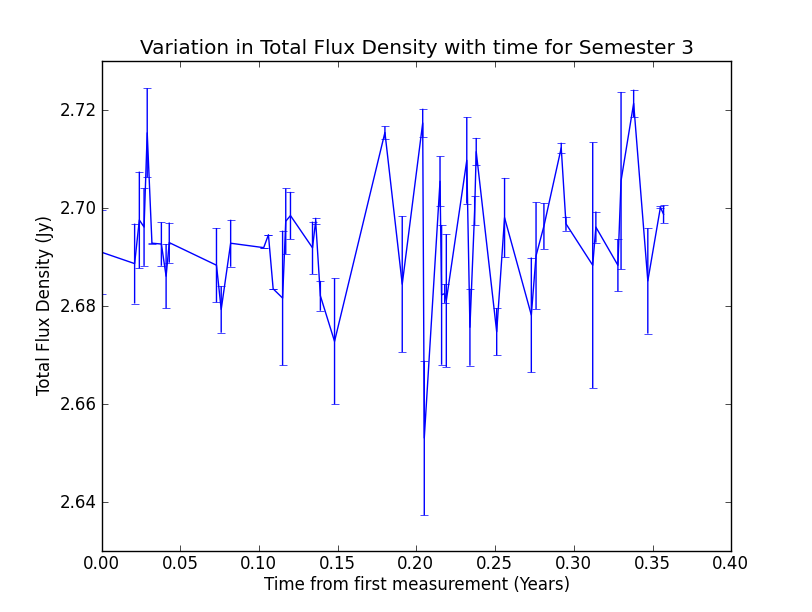 Variation in Total Flux Density with time for Semester 3
2.72
2.70
2.68
2.66
2.64
Total Flux Density (Jy)
0.00 0.05 0.10 0.15 0.20 0.25 0.30 0.35 0.40
Time from first measurement (Years)